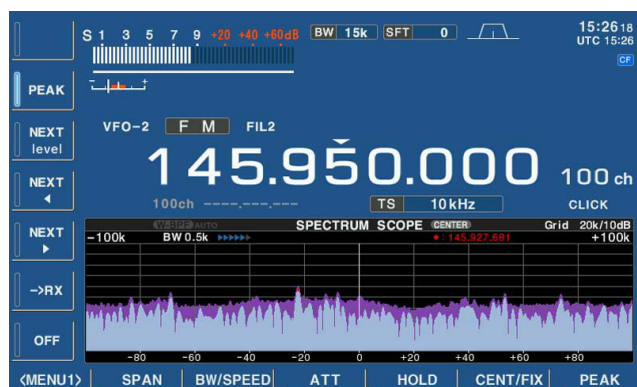 S 1 3 5 7 9 +20 +40 +60dB BW 15k SFT 0 15:26 18
UTC 15:26
CF
PEAK
VFO-2 F M FIL2
NEXT
level
145.950.000 100 ch
NEXT
◀
100ch ----.---.--- TS 10kHz CLICK
W-BPF AUTO SPECTRUM SCOPE CENTER Grid 20k/10dB
NEXT
▶
-100k BW 0.5k ▶▶▶▶▶▶ :145.927.681 +100k
->RX
OFF
-80 -60 -40 -20 0 +20 +40 +60 +80
<MENU1> SPAN BW/SPEED ATT HOLD CENT/FIX PEAK